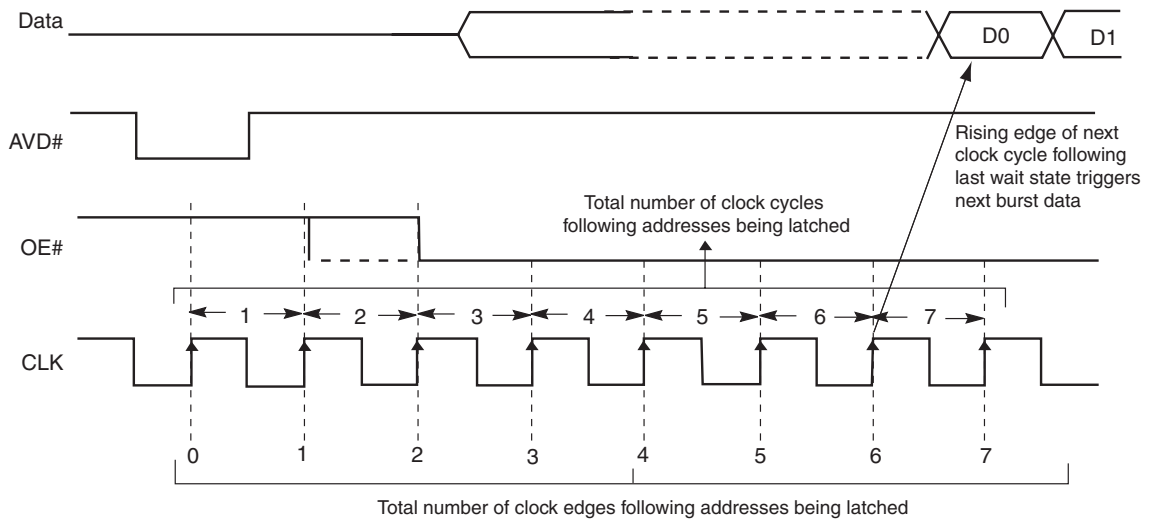 Data
D0
D1
AVD#
Rising edge of next
clock cycle following
last wait state triggers
next burst data
Total number of clock cycles
following addresses being latched
OE#
1 2 3 4 5 6 7
CLK
0 1 2 3 4 5 6 7
Total number of clock edges following addresses being latched